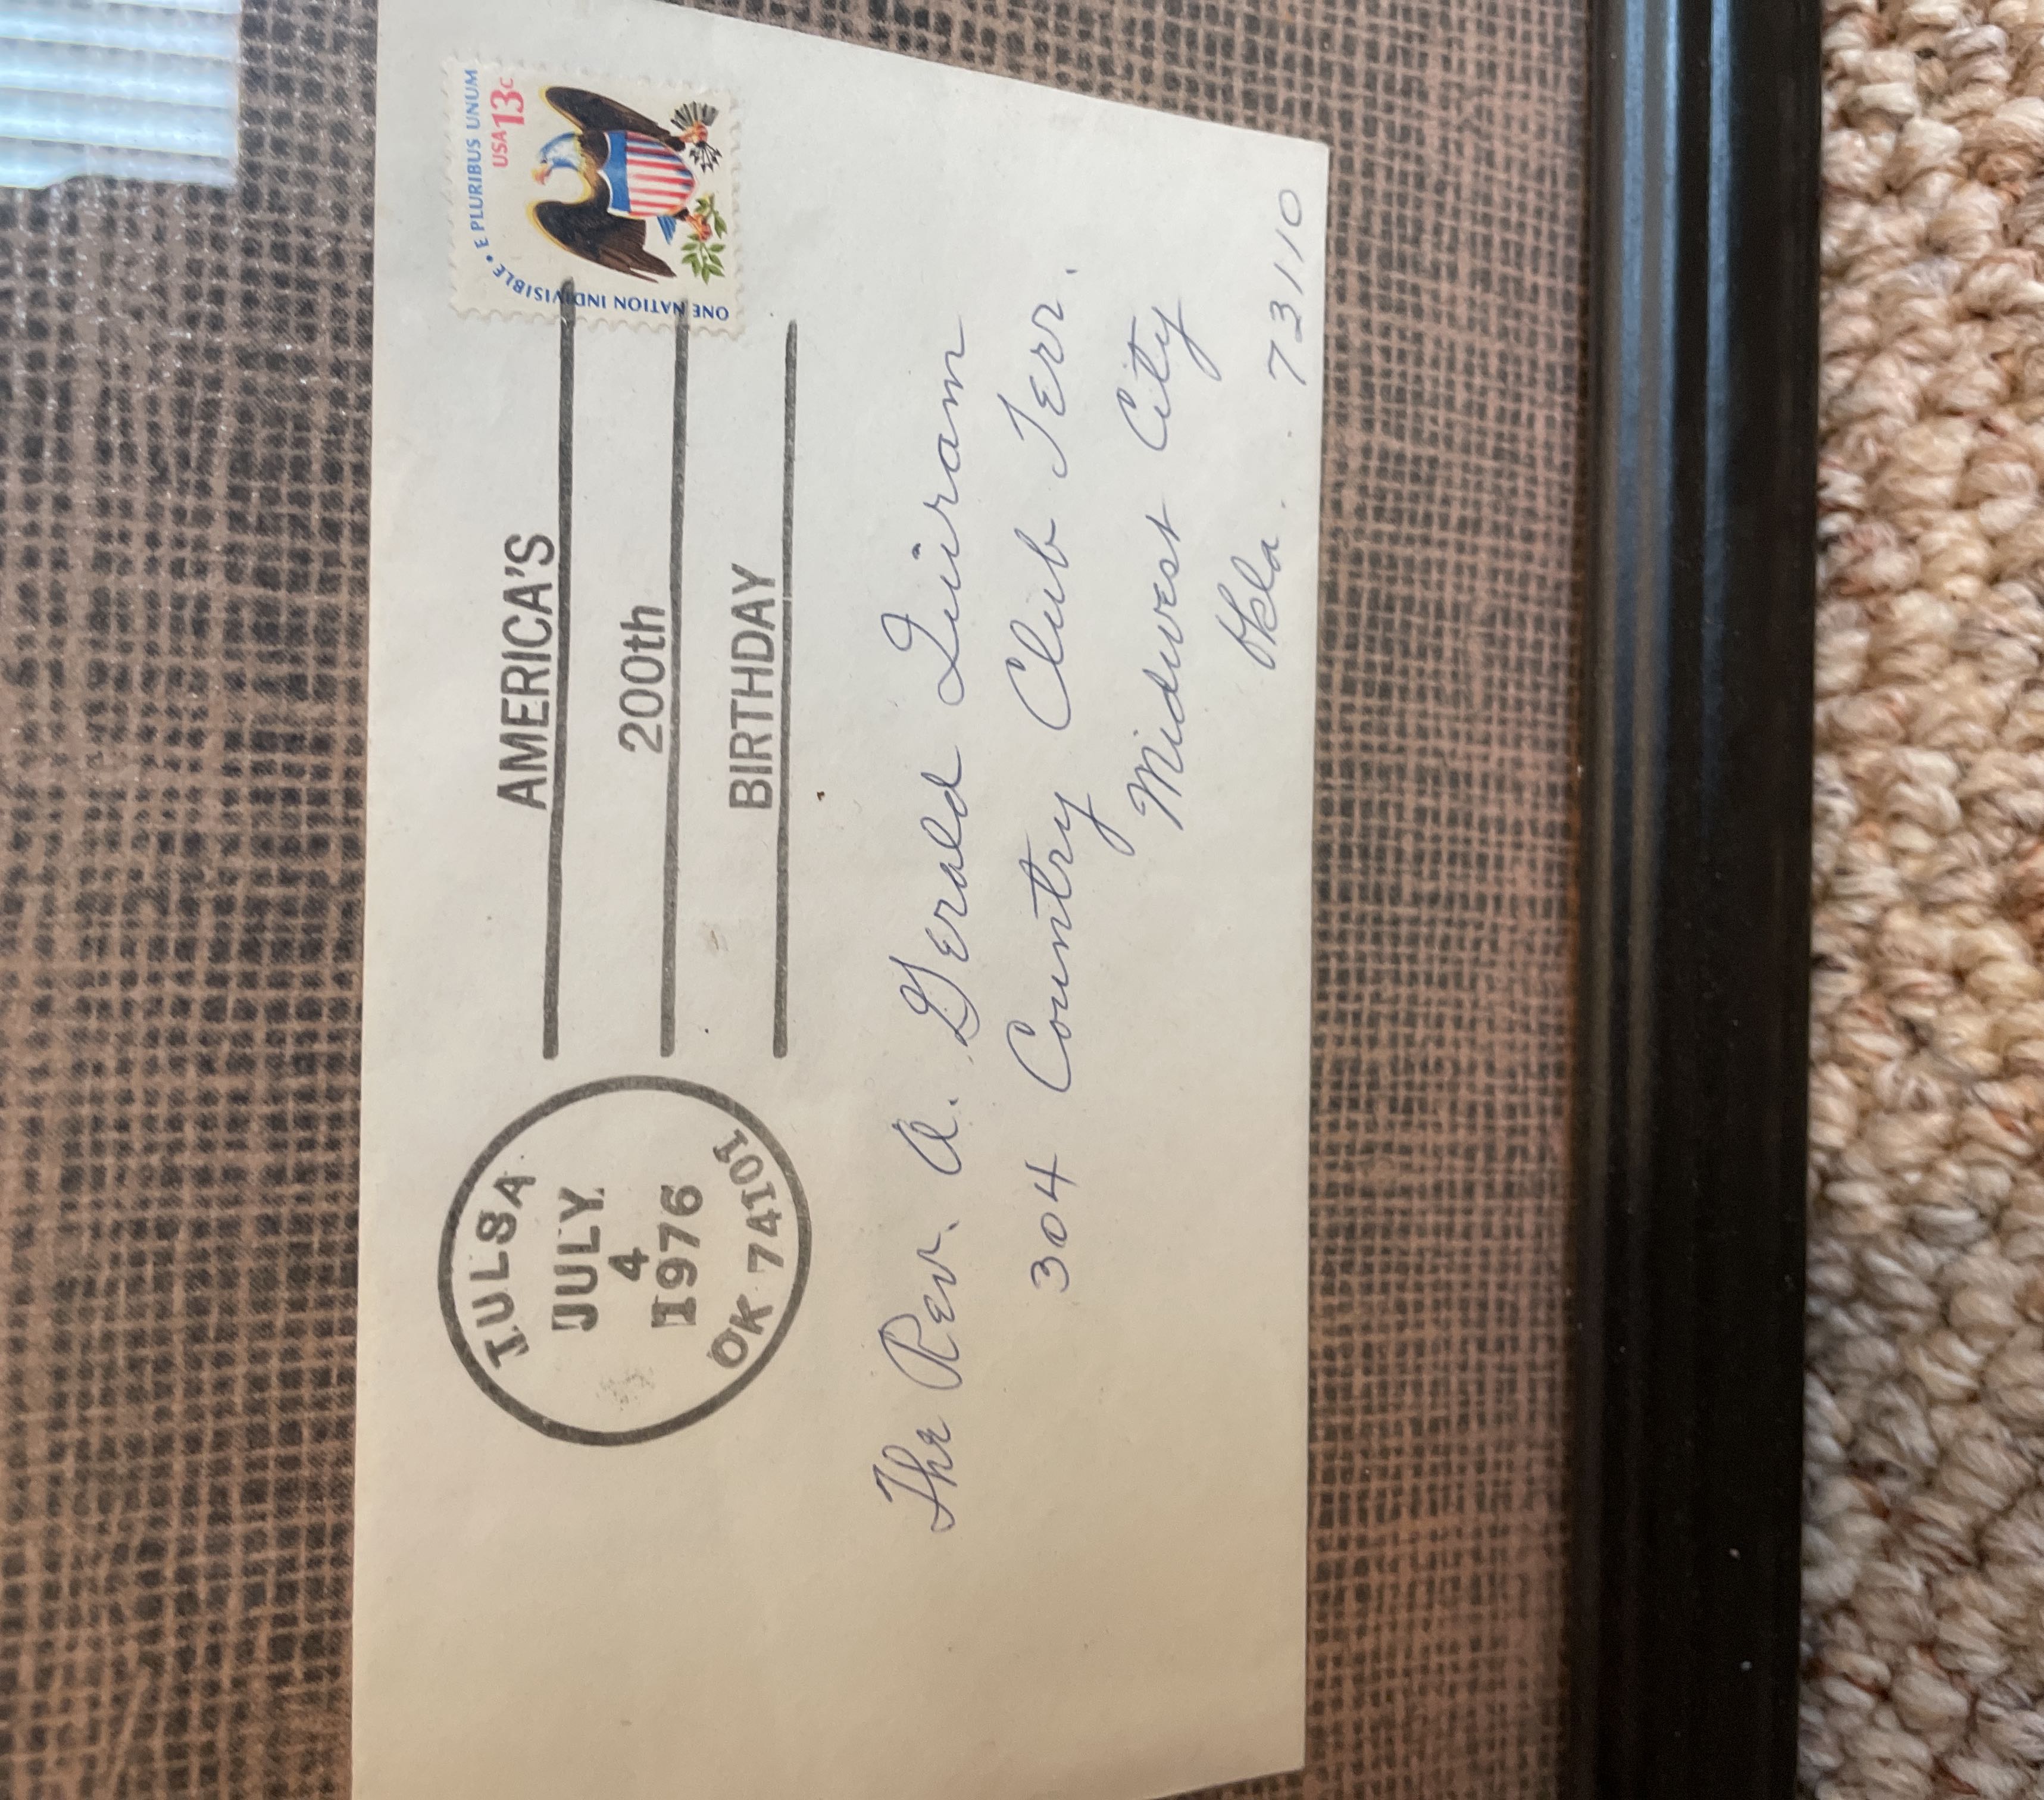 ONE NATION INDIVISIBLE • E PLURIBUS UNUM
USA 13c
TULSA
JULY
4
1976
OK 74101
AMERICA'S
200th
BIRTHDAY
The Rev. A. Gerald Quiram
304 Country Club Terr.
Midwest City
Okla. 73110